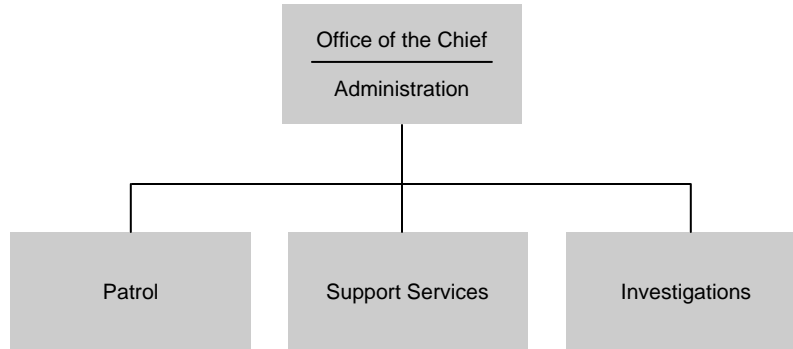 Office of the Chief
Administration
Patrol
Support Services
Investigations